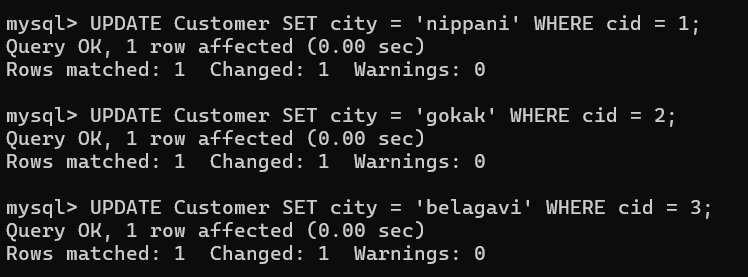 mysql> UPDATE Customer SET city = 'nippani' WHERE cid = 1;
Query OK, 1 row affected (0.00 sec)
Rows matched: 1  Changed: 1  Warnings: 0

mysql> UPDATE Customer SET city = 'gokak' WHERE cid = 2;
Query OK, 1 row affected (0.00 sec)
Rows matched: 1  Changed: 1  Warnings: 0

mysql> UPDATE Customer SET city = 'belagavi' WHERE cid = 3;
Query OK, 1 row affected (0.00 sec)
Rows matched: 1  Changed: 1  Warnings: 0